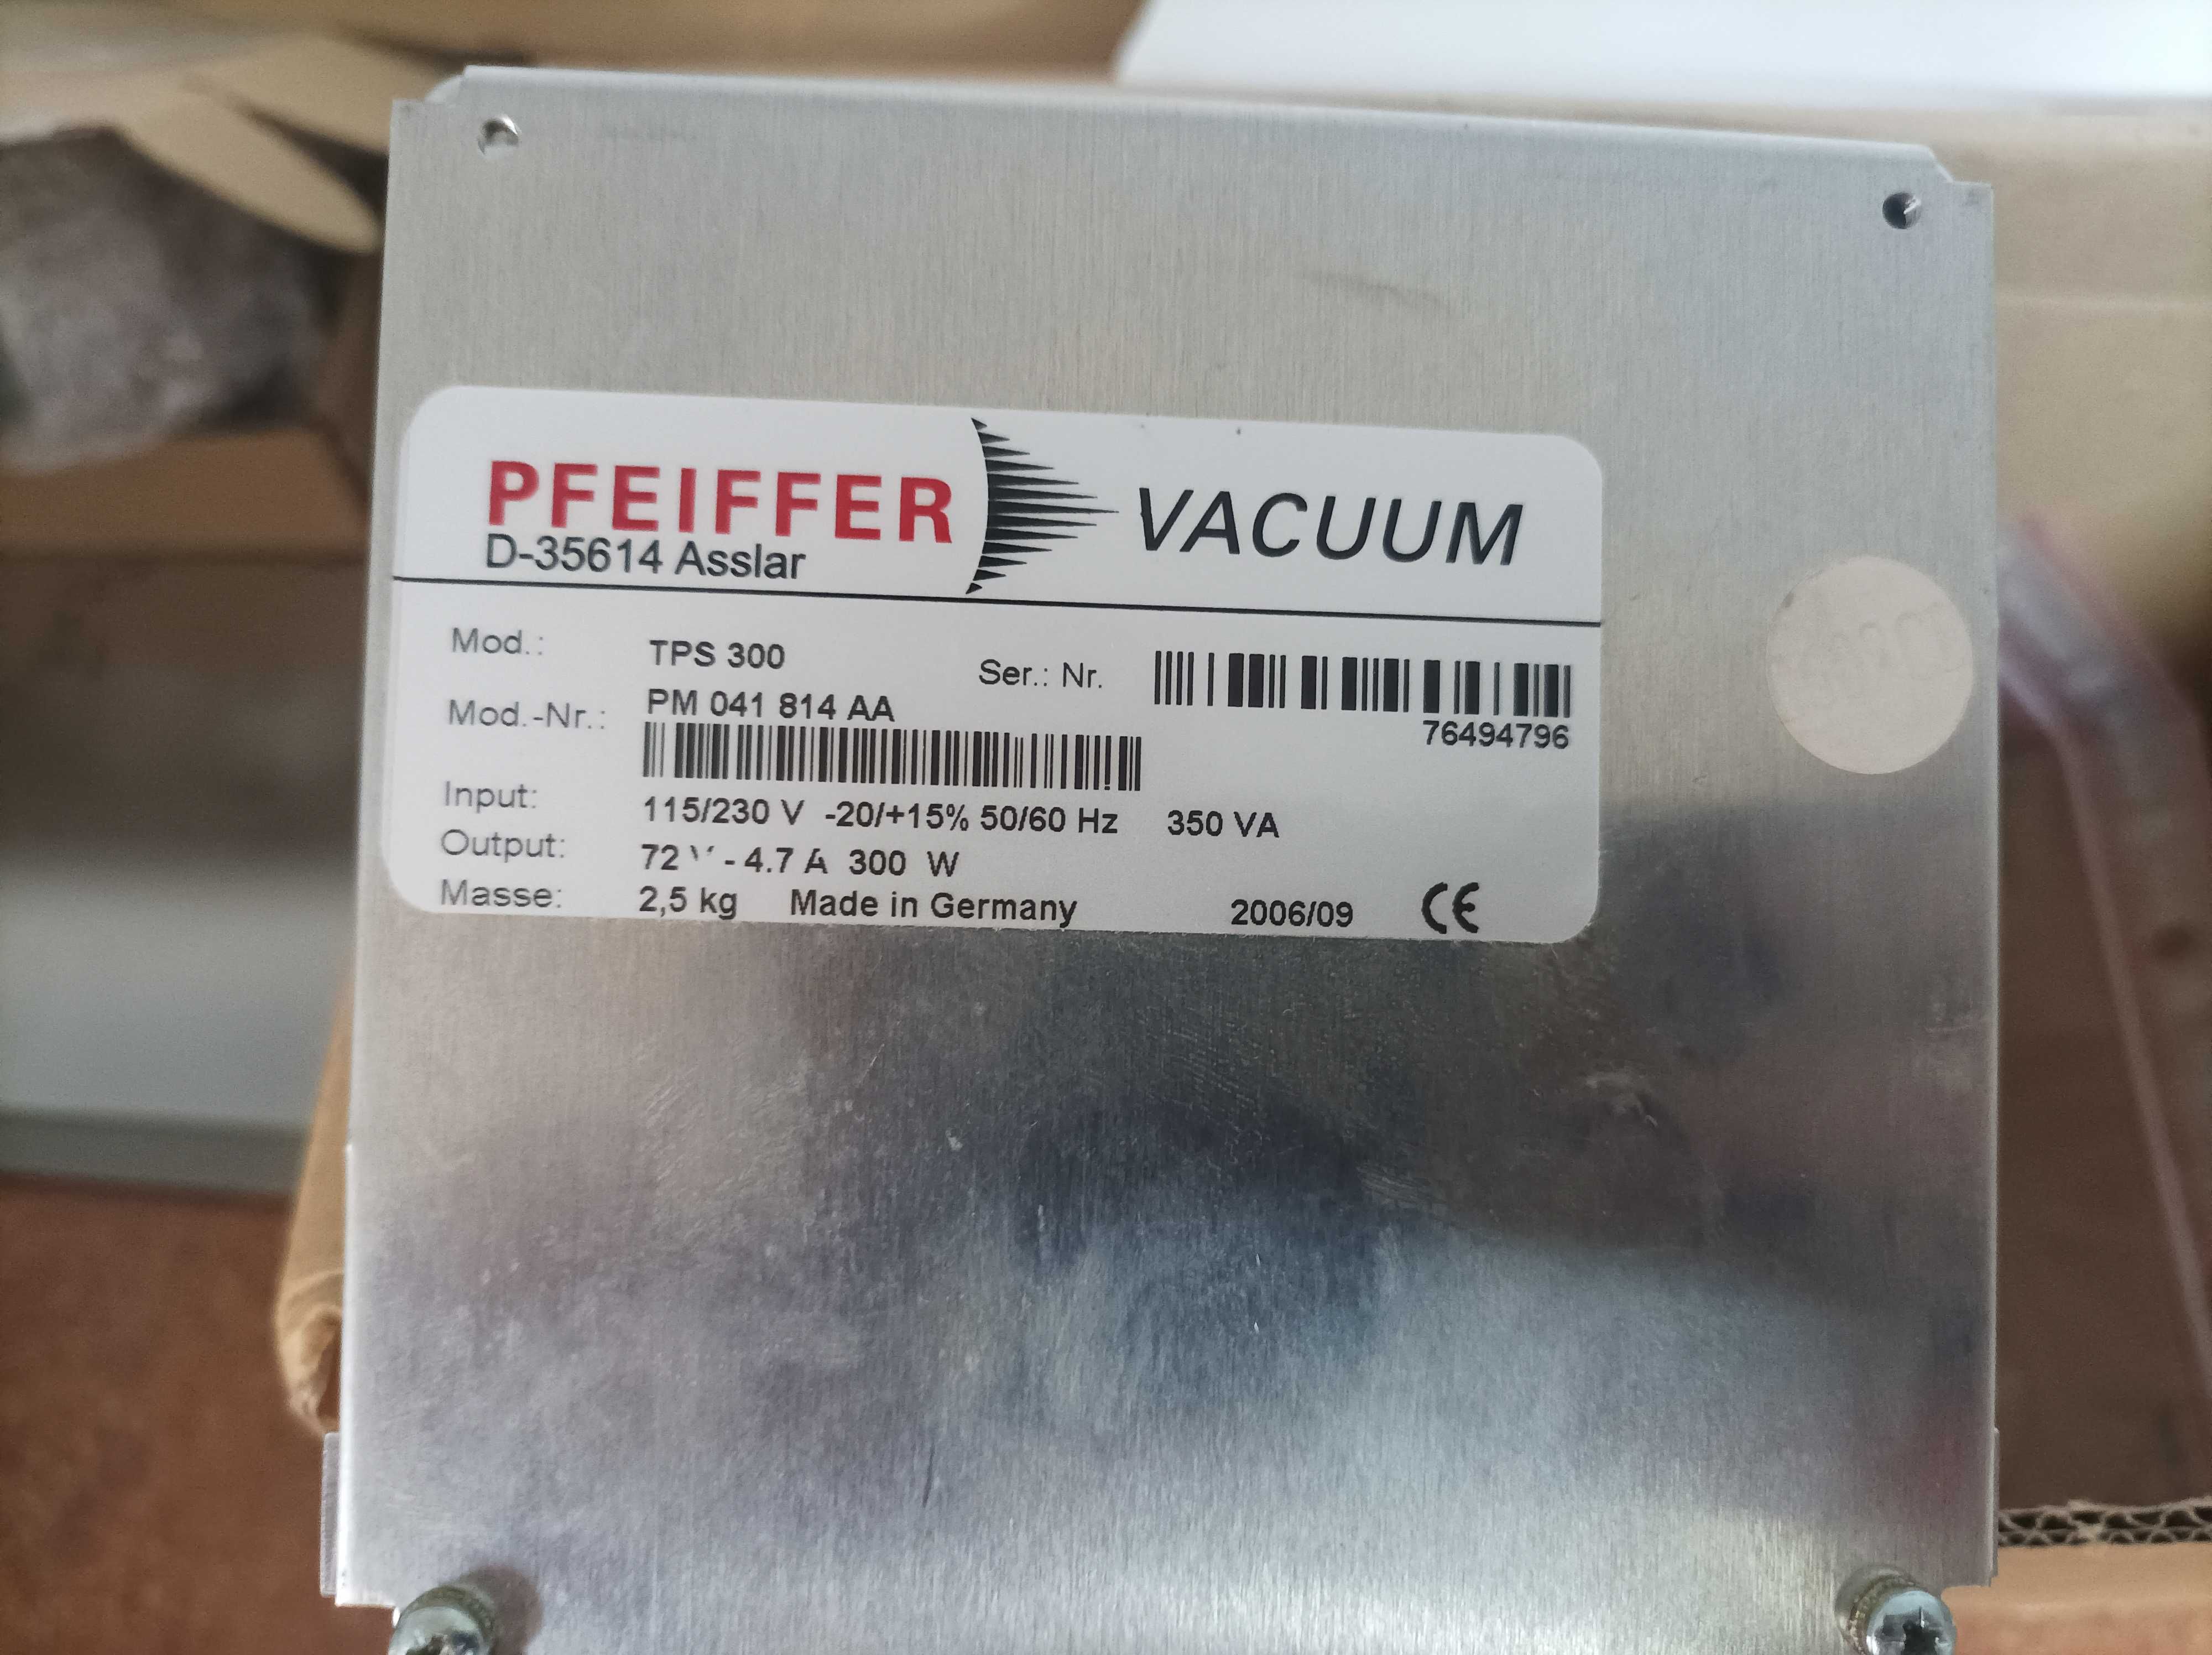 PFEIFFER VACUUM
D-35614 Asslar
Mod.: TPS 300
Ser.: Nr. 76494796
Mod.-Nr.: PM 041 814 AA
Input: 115/230 V -20/+15% 50/60 Hz 350 VA
Output: 72 V - 4.7 A 300 W
Masse: 2,5 kg Made in Germany 2006/09 CE